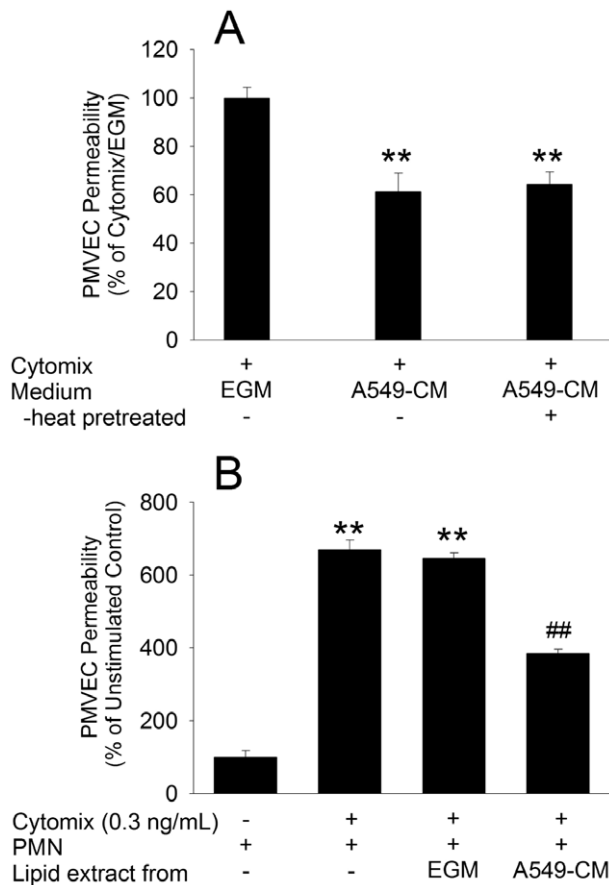 A
PMVEC Permeability
(% of Cytomix/EGM)
120
100
80
60
40
20
0
** **
Cytomix + + +
Medium EGM A549-CM A549-CM
-heat pretreated - - +
B
PMVEC Permeability
(% of Unstimulated Control)
800
600
400
200
0
** ** ##
Cytomix (0.3 ng/mL) - + + +
PMN + + + +
Lipid extract from - - EGM A549-CM